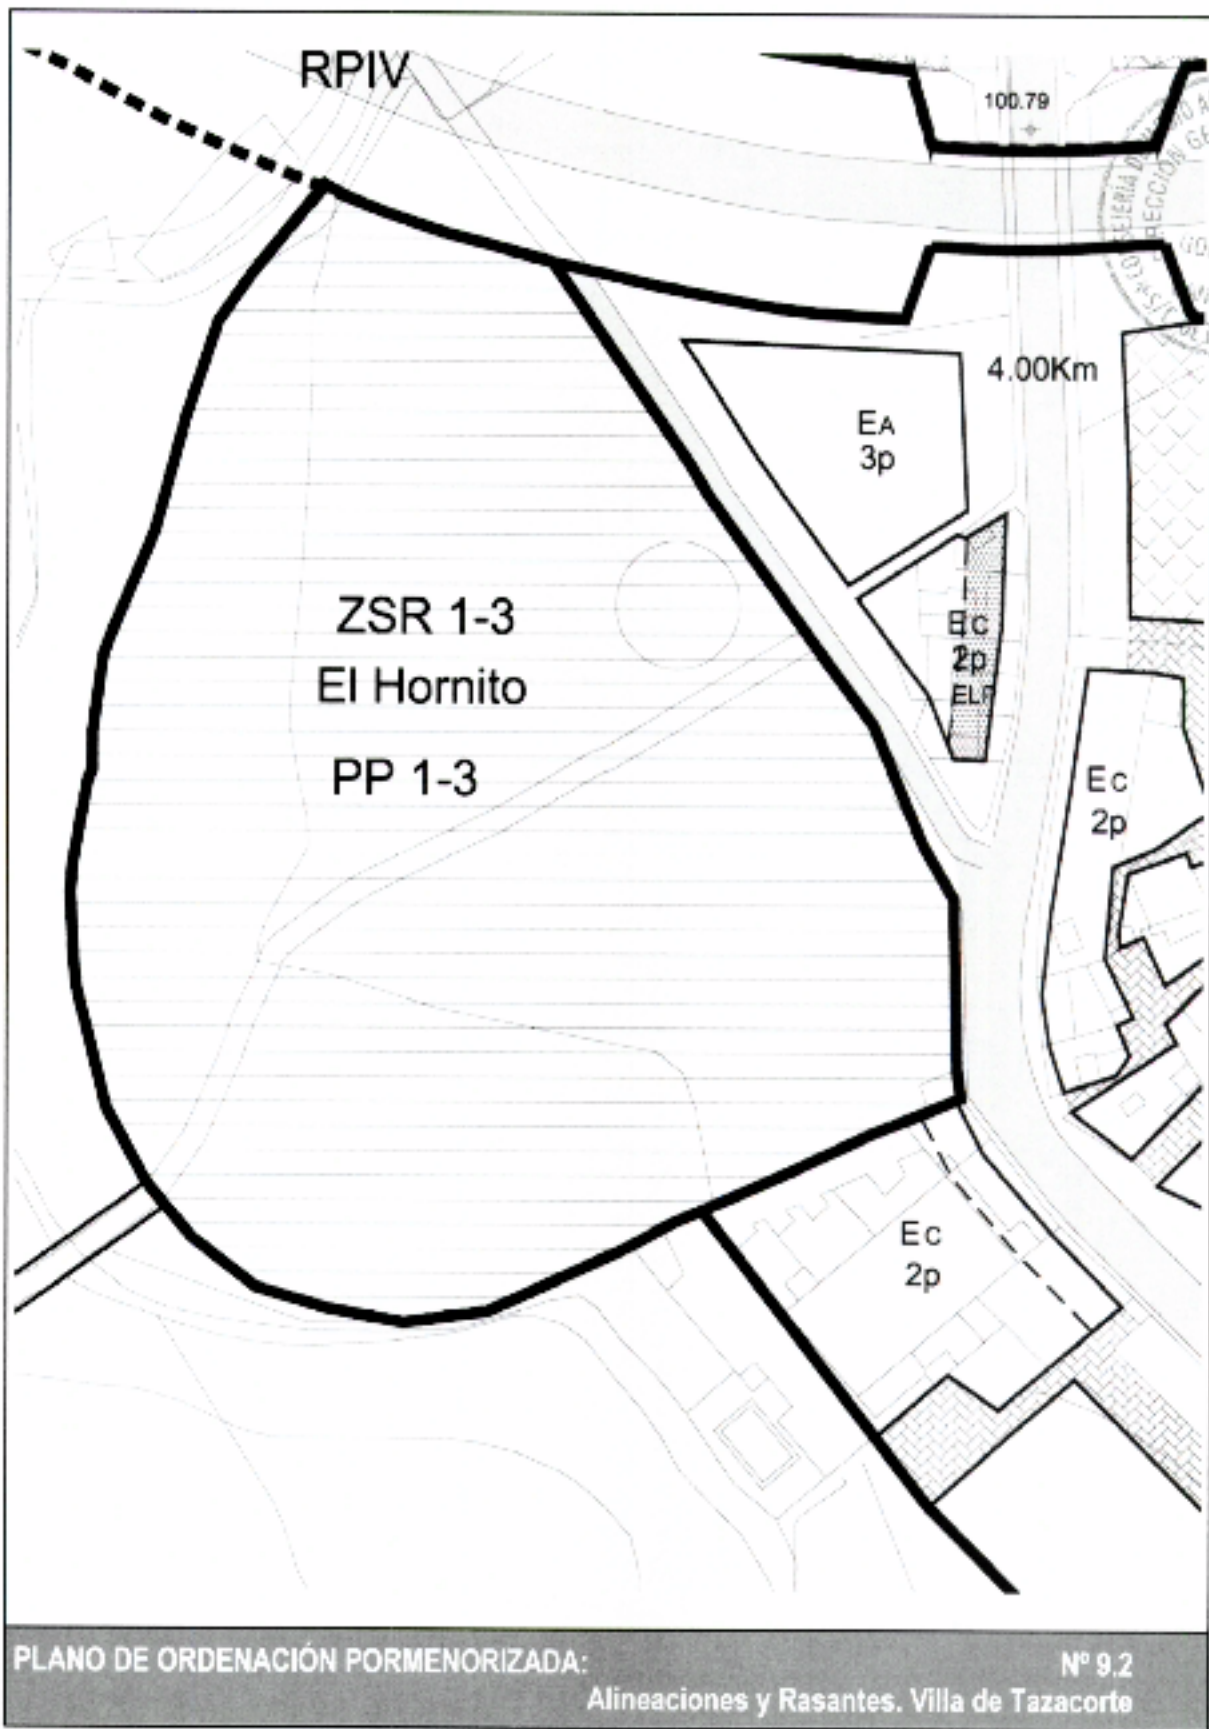 RPIV
100.79
4.00Km
EA
3p
ZSR 1-3
El Hornito
PP 1-3
EC
2p
EC
2p
EC
2p
PLANO DE ORDENACIÓN PORMENORIZADA:
Nº 9.2
Alineaciones y Rasantes. Villa de Tazacorte